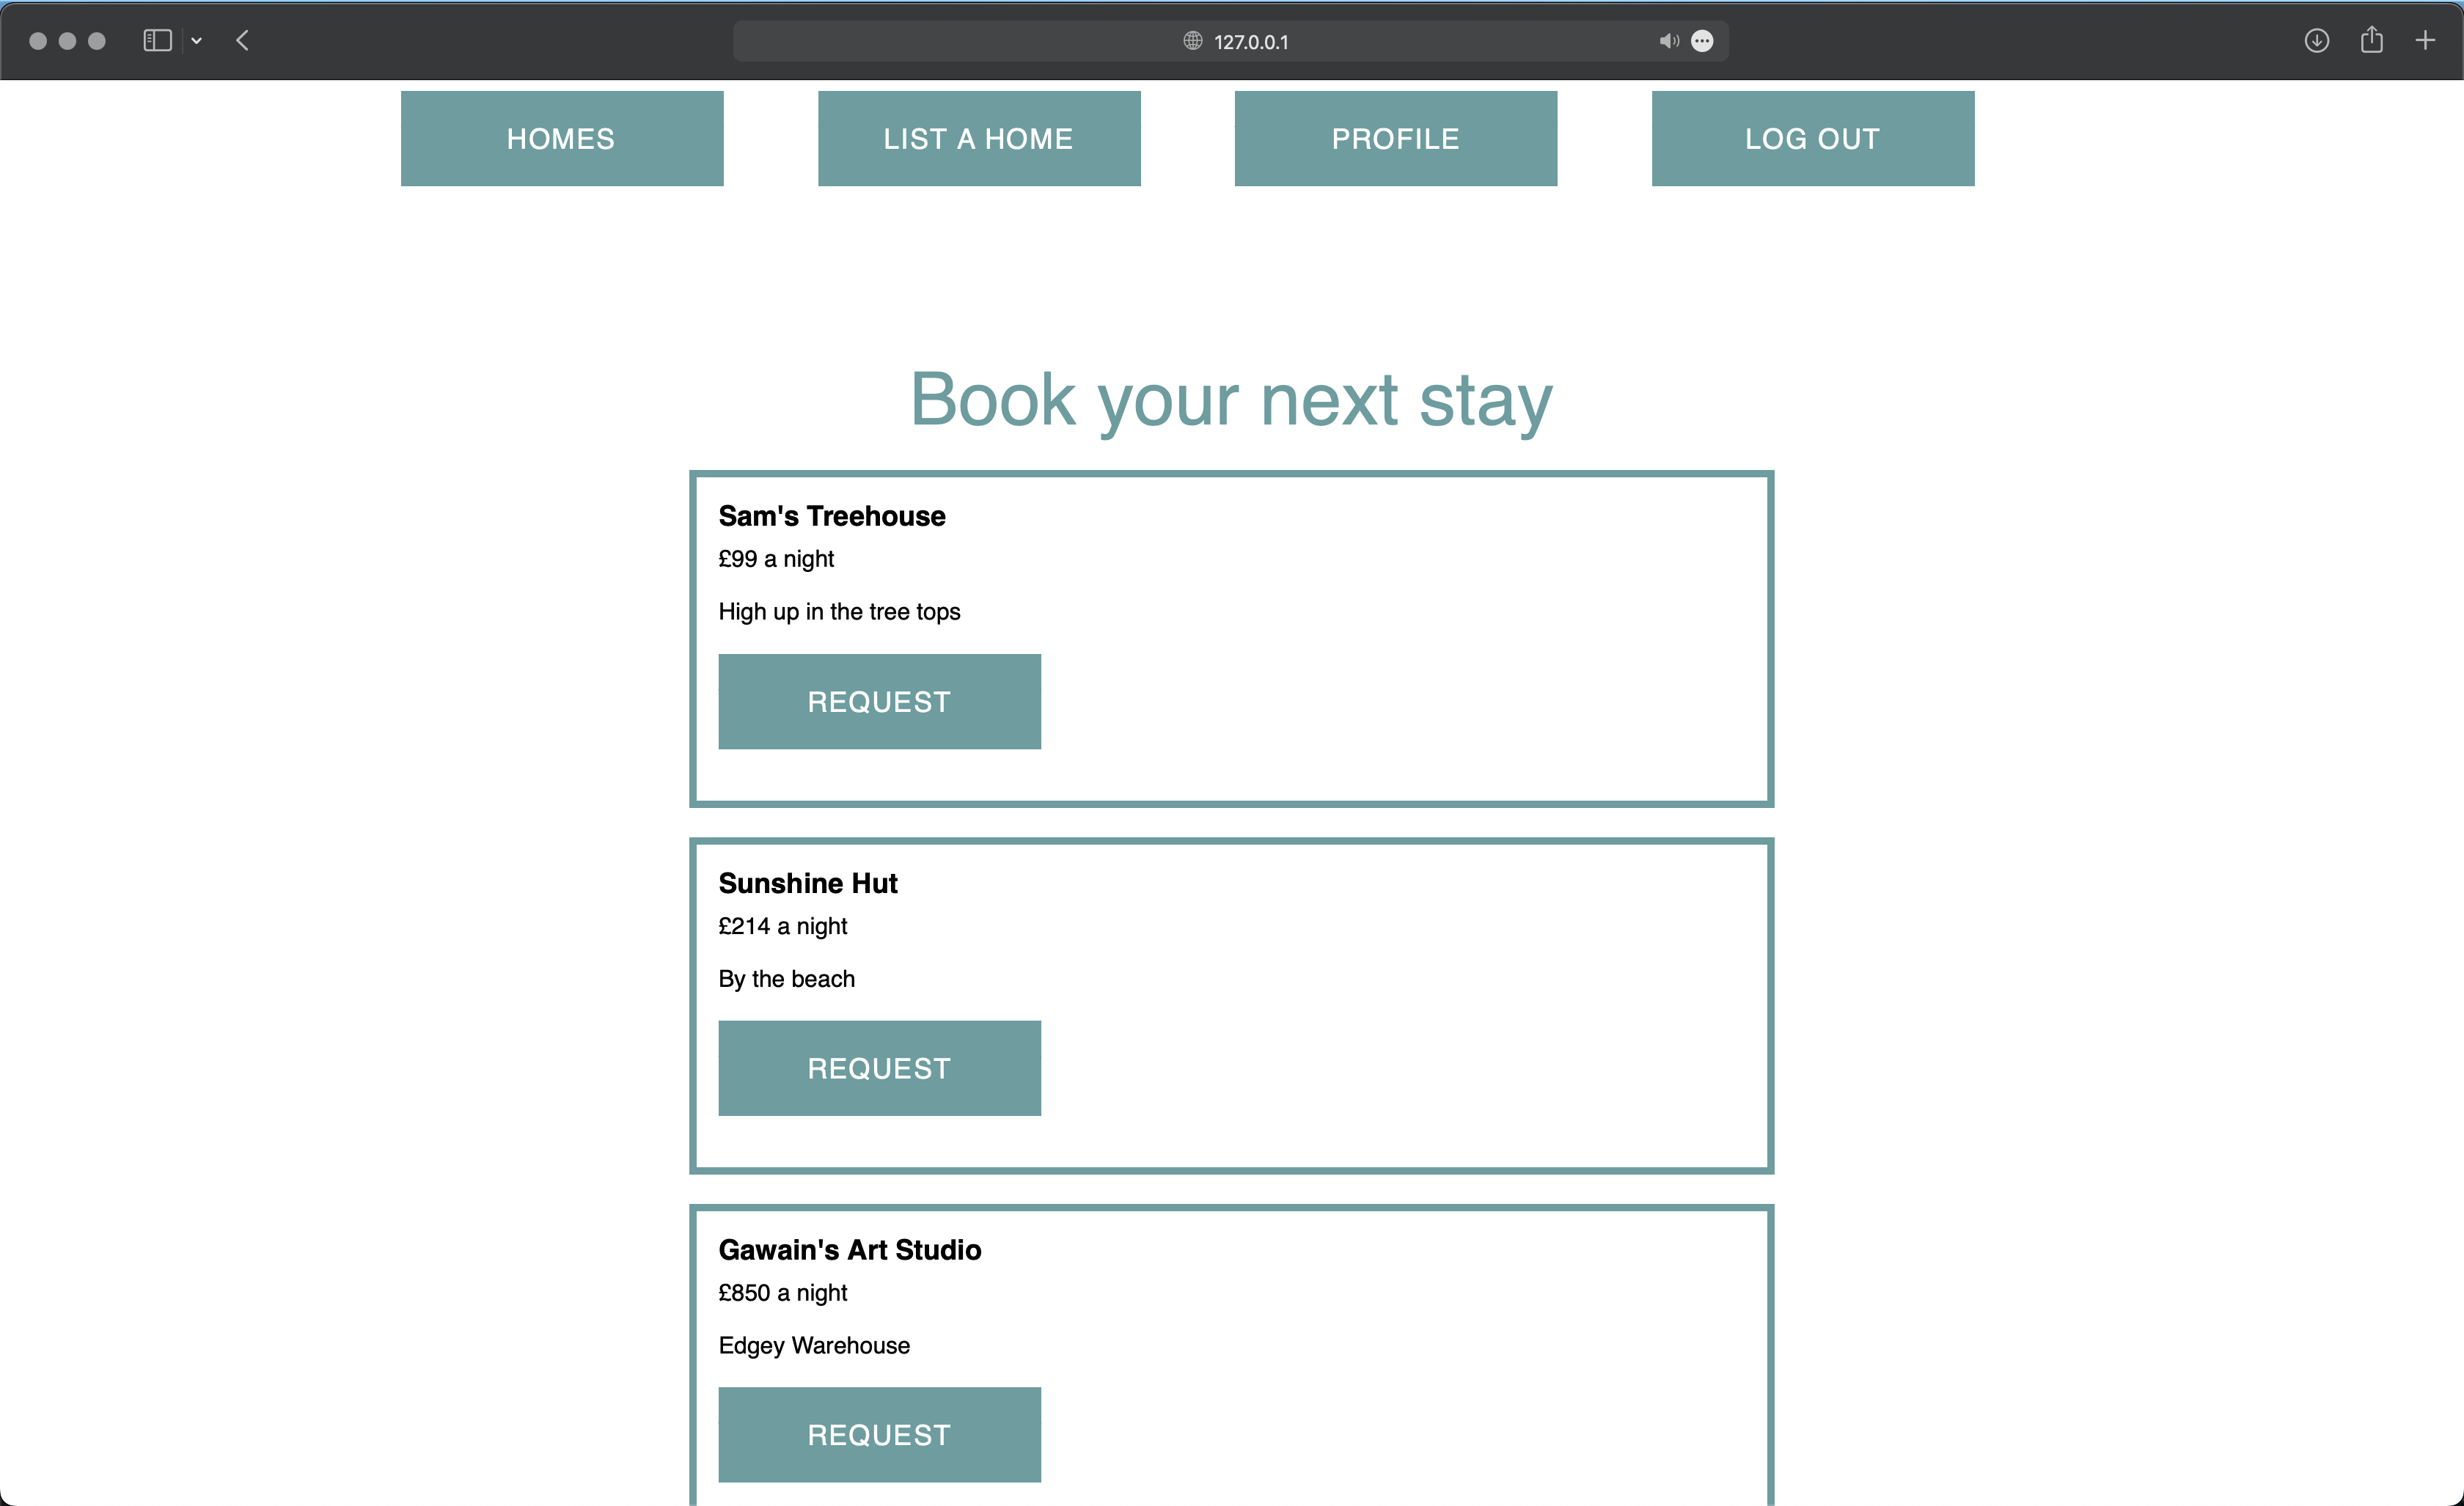 127.0.0.1
HOMES LIST A HOME PROFILE LOG OUT
Book your next stay
Sam's Treehouse
£99 a night
High up in the tree tops
REQUEST
Sunshine Hut
£214 a night
By the beach
REQUEST
Gawain's Art Studio
£850 a night
Edgey Warehouse
REQUEST